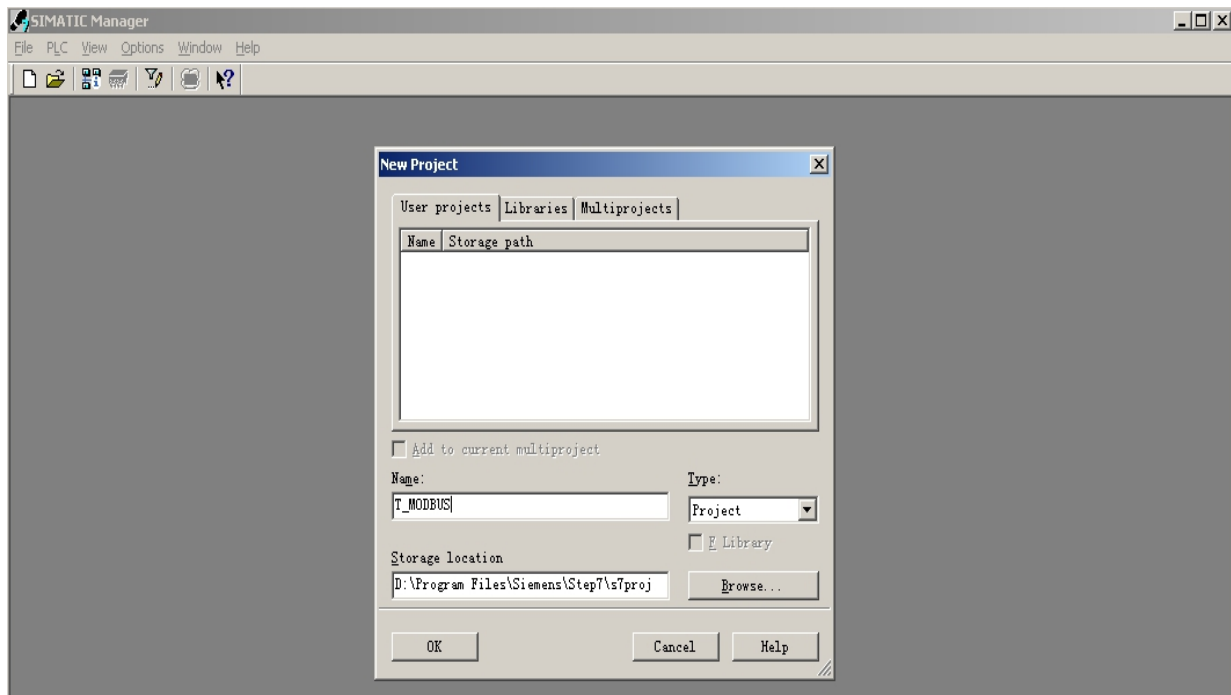 SIMATIC Manager
File PLC View Options Window Help
New Project
User projects Libraries Multiprojects
Name Storage path
Add to current multiproject
Name: Type:
T_MODBUS Project
F Library
Storage location
D:\Program Files\Siemens\Step7\s7proj Browse...
OK Cancel Help